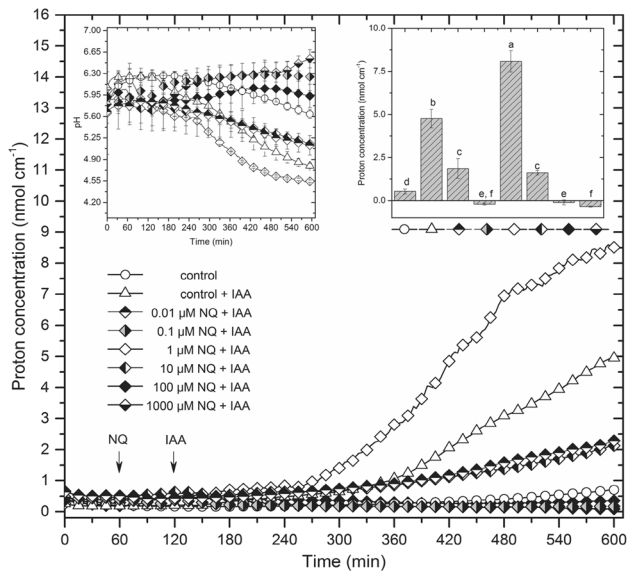 16
15
14
13
12
11
10
9
8
7
6
5
4
3
2
1
0
Proton concentration (nmol cm⁻¹)
0 60 120 180 240 300 360 420 480 540 600
Time (min)
7.05
6.65
6.30
5.95
5.60
5.25
4.90
4.55
4.20
pH
0 60 120 180 240 300 360 420 480 540 600
Time (min)
10.0
7.5
5.0
2.5
0.0
Proton concentration (nmol cm⁻¹)
d b c e, f a c e f
control
control + IAA
0.01 µM NQ + IAA
0.1 µM NQ + IAA
1 µM NQ + IAA
10 µM NQ + IAA
100 µM NQ + IAA
1000 µM NQ + IAA
NQ IAA